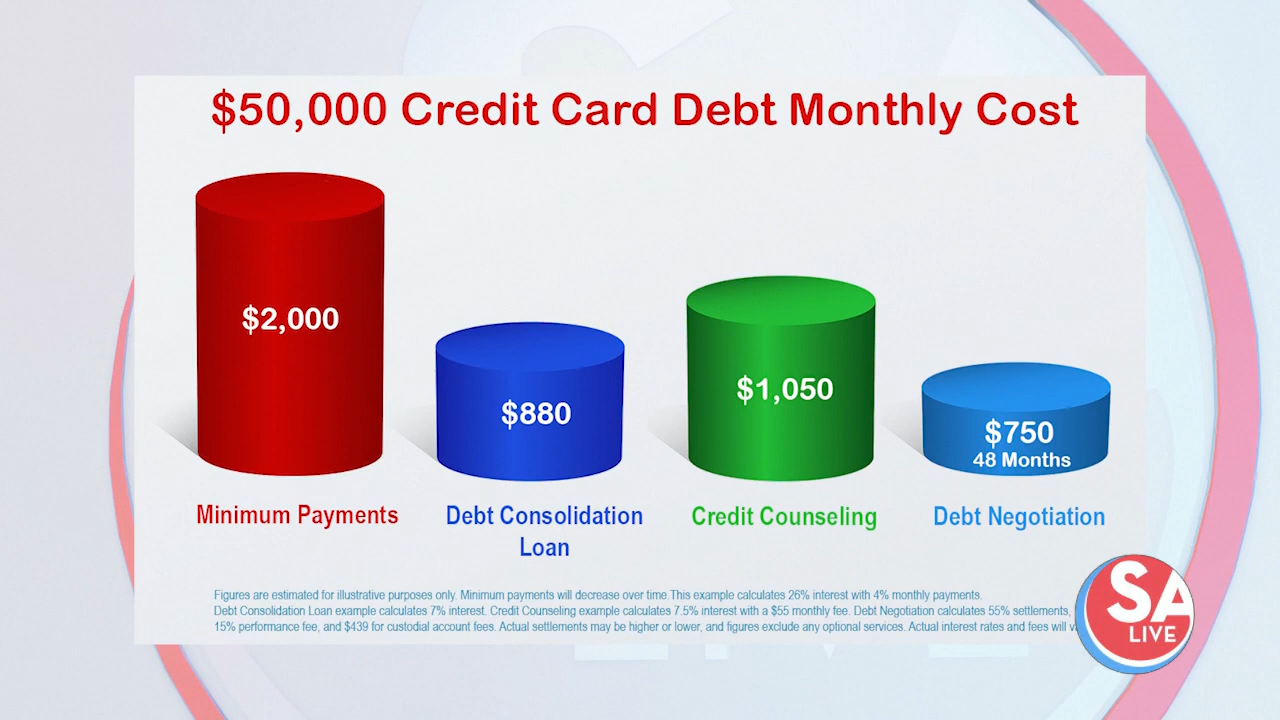 $50,000 Credit Card Debt Monthly Cost
$2,000
$880
$1,050
$750
48 Months
Minimum Payments
Debt Consolidation
Loan
Credit Counseling
Debt Negotiation
Figures are estimated for illustrative purposes only. Minimum payments will decrease over time.This example calculates 26% interest with 4% monthly payments.
Debt Consolidation Loan example calculates 7% interest. Credit Counseling example calculates 7.5% interest with a $55 monthly fee. Debt Negotiation calculates 55% settlements,
15% performance fee, and $439 for custodial account fees. Actual settlements may be higher or lower, and figures exclude any optional services. Actual interest rates and fees will
SA
LIVE